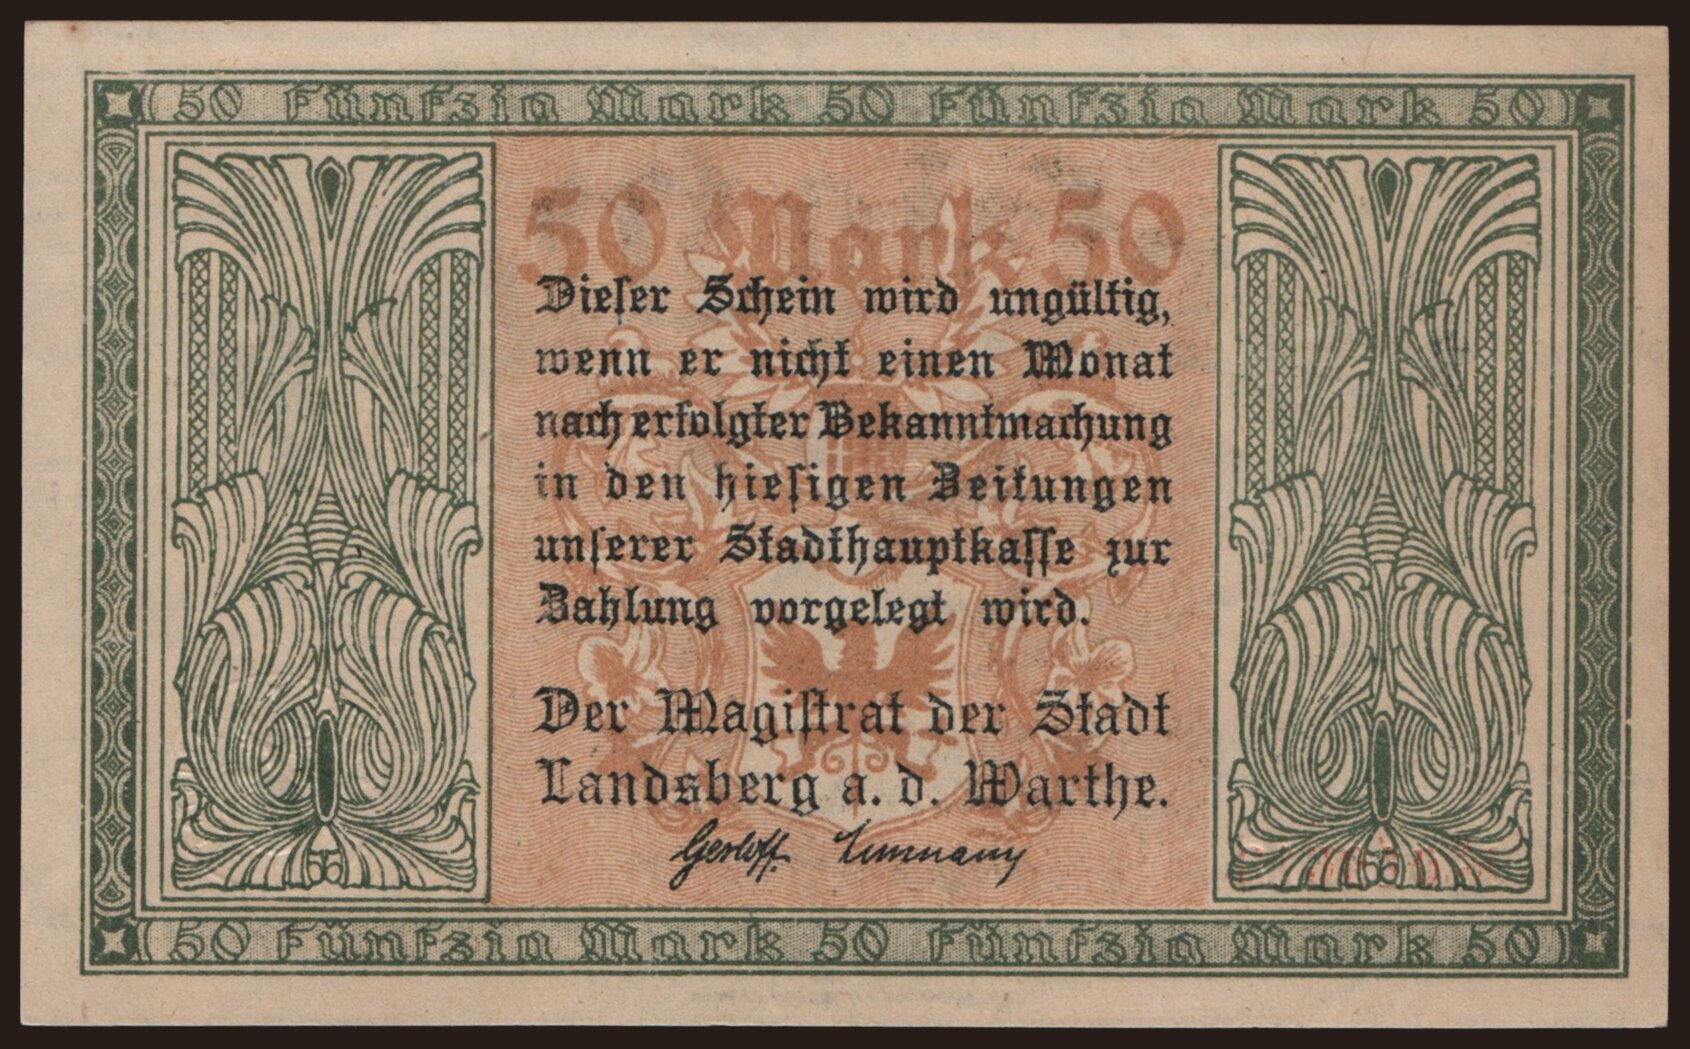 50 Fünfzig Mark 50 Fünfzig Mark 50
50 Mark 50
Dieser Schein wird ungültig,
wenn er nicht einen Monat
nach erfolgter Bekanntmachung
in den hiesigen Zeitungen
unserer Stadthauptkasse zur
Zahlung vorgelegt wird.
Der Magistrat der Stadt
Landsberg a. d. Warthe.
Gerloff
50 Fünfzig Mark 50 Fünfzig Mark 50